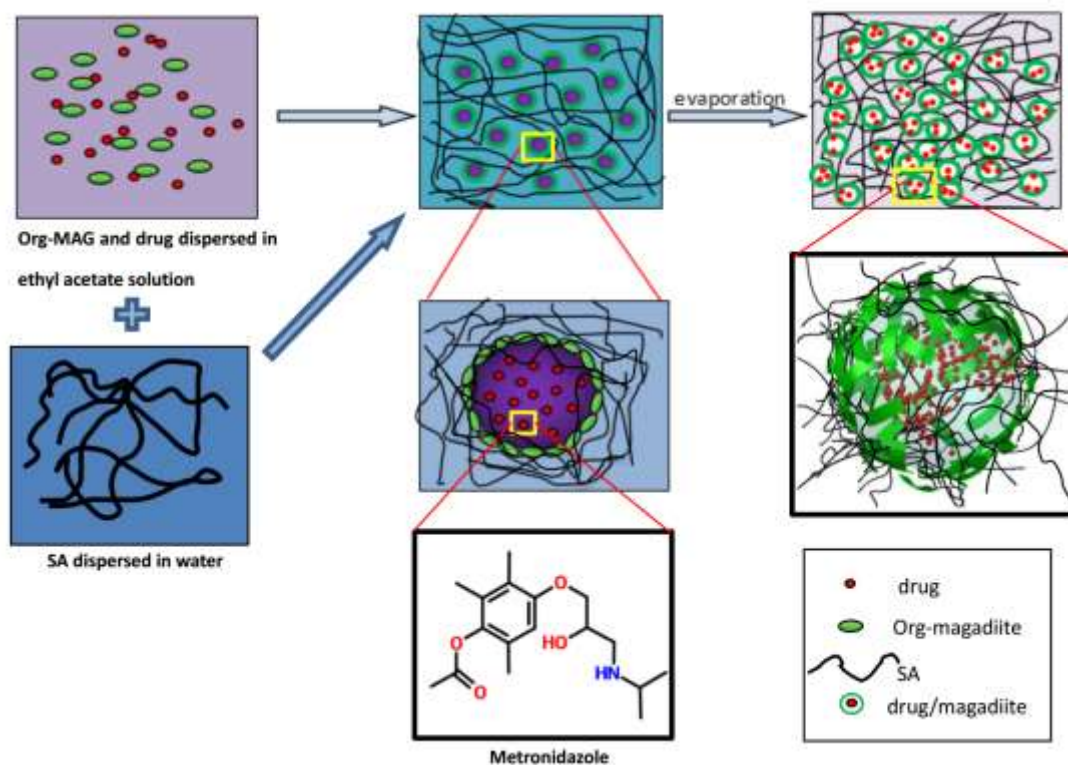 Org-MAG and drug dispersed in
ethyl acetate solution
SA dispersed in water
evaporation
O
O
O
HO
HN
Metronidazole
drug
Org-magadiite
SA
drug/magadiite